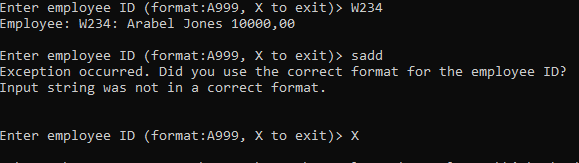 Enter employee ID (format:A999, X to exit)> W234
Employee: W234: Arabel Jones 10000,00
Enter employee ID (format:A999, X to exit)> sadd
Exception occurred. Did you use the correct format for the employee ID?
Input string was not in a correct format.
Enter employee ID (format:A999, X to exit)> X